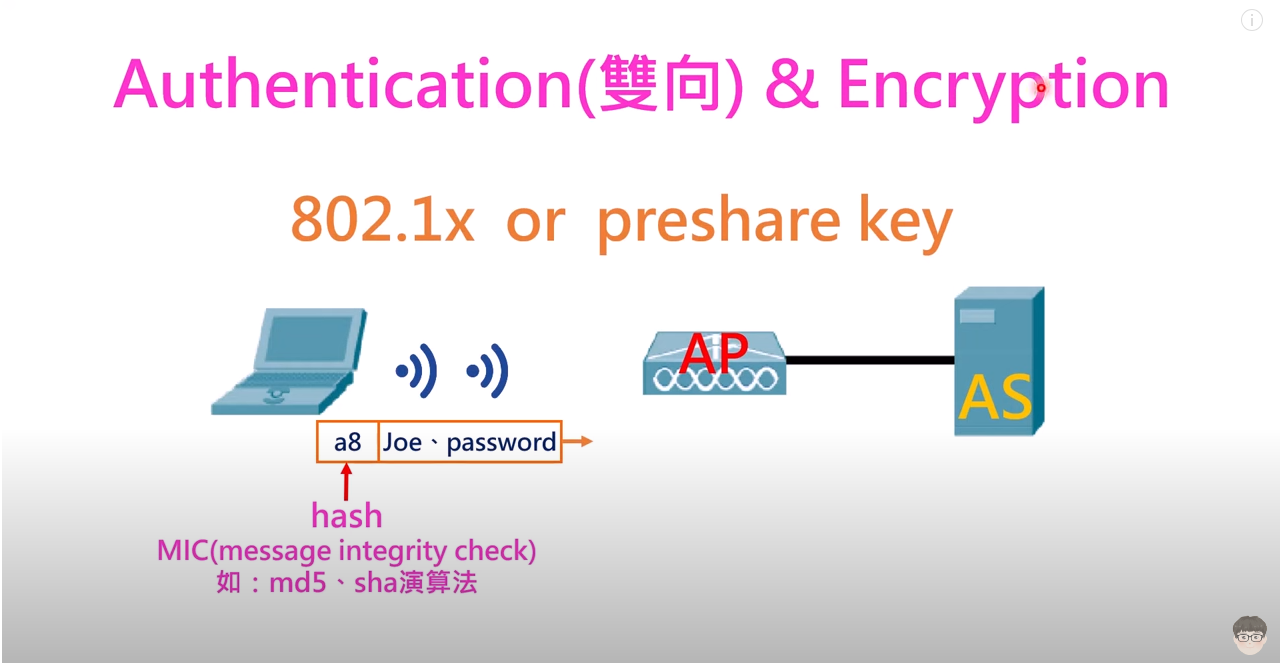 Authentication(雙向) & Encryption
802.1x or preshare key
AP
AS
a8 Joe、password
hash
MIC(message integrity check)
如：md5、sha演算法